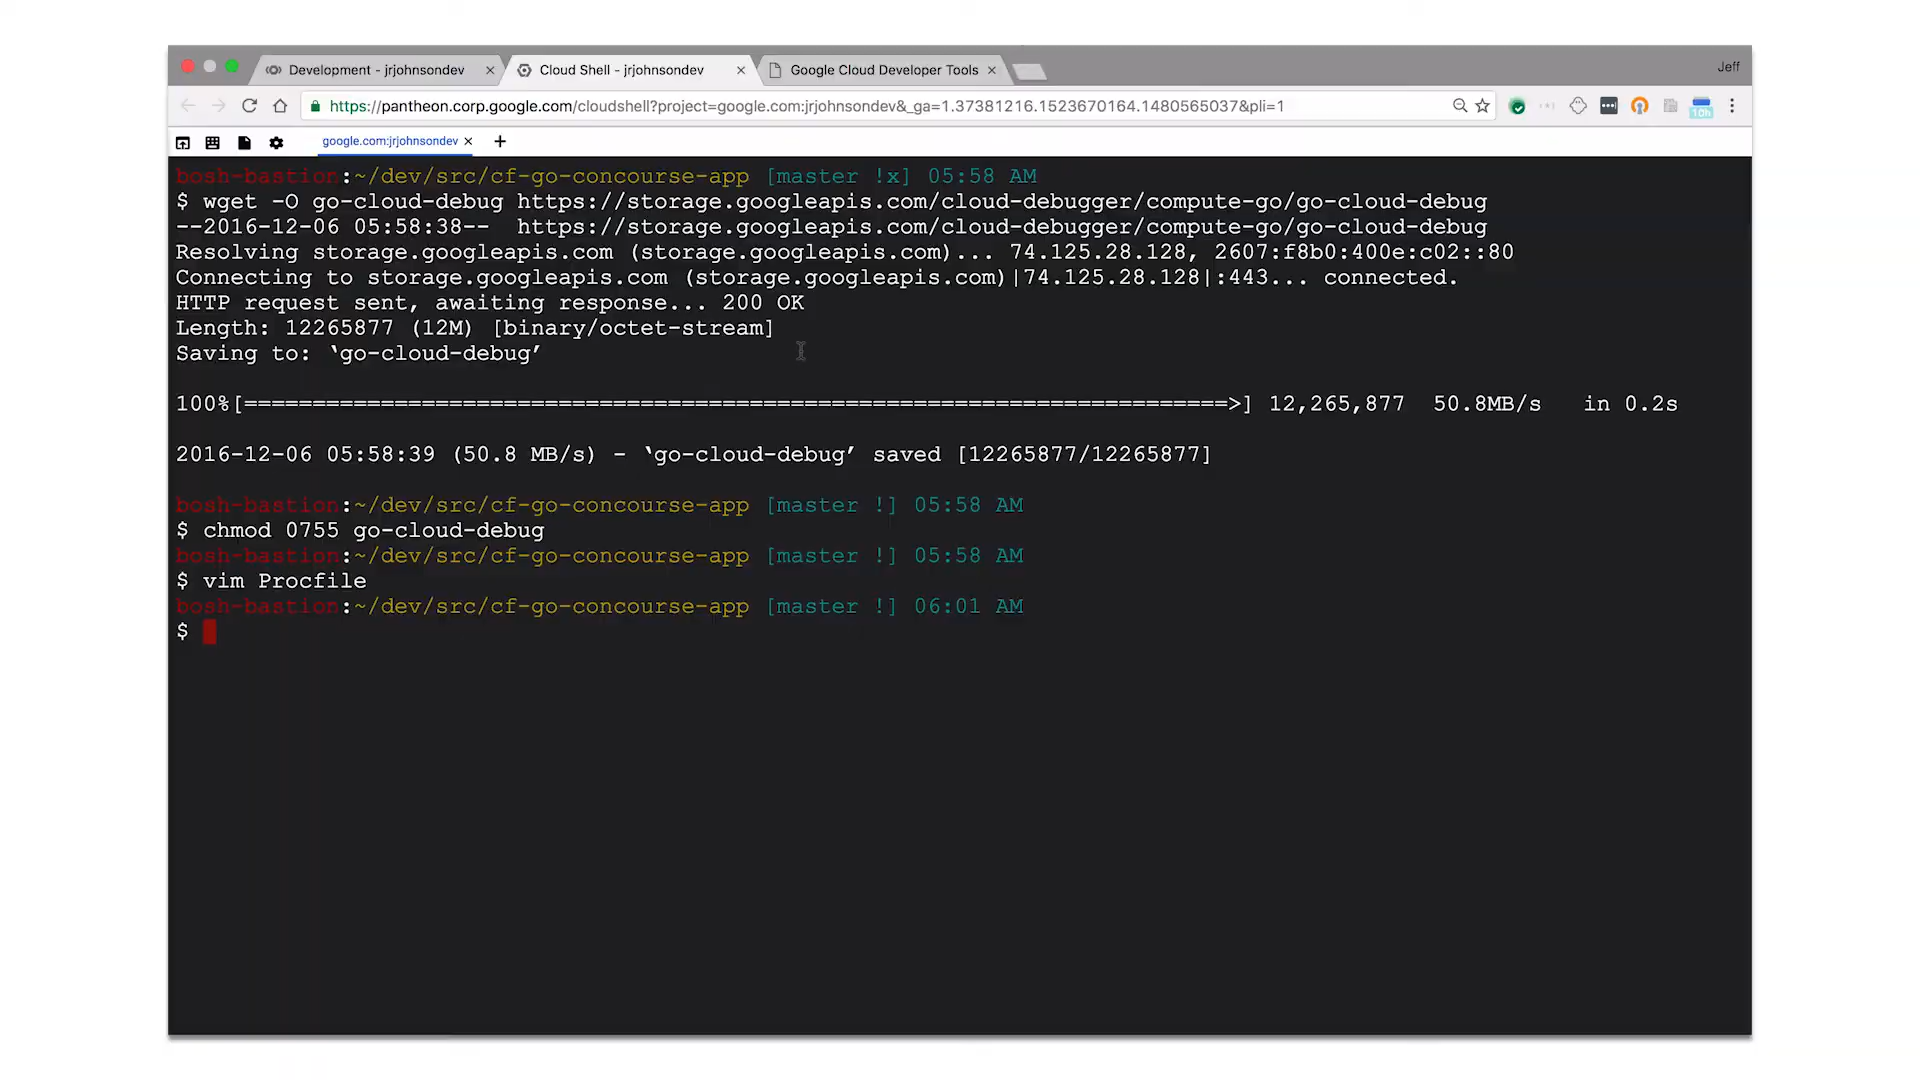 Development - jrjohnsondev
Cloud Shell - jrjohnsondev
Google Cloud Developer Tools
Jeff
https://pantheon.corp.google.com/cloudshell?project=google.com:jrjohnsondev&_ga=1.37381216.1523670164.1480565037&pli=1
10h
google.com:jrjohnsondev
bosh-bastion:~/dev/src/cf-go-concourse-app [master !x] 05:58 AM
$ wget -O go-cloud-debug https://storage.googleapis.com/cloud-debugger/compute-go/go-cloud-debug
--2016-12-06 05:58:38-- https://storage.googleapis.com/cloud-debugger/compute-go/go-cloud-debug
Resolving storage.googleapis.com (storage.googleapis.com)... 74.125.28.128, 2607:f8b0:400e:c02::80
Connecting to storage.googleapis.com (storage.googleapis.com)|74.125.28.128|:443... connected.
HTTP request sent, awaiting response... 200 OK
Length: 12265877 (12M) [binary/octet-stream]
Saving to: ‘go-cloud-debug’
100%[========================================================================>] 12,265,877 50.8MB/s in 0.2s
2016-12-06 05:58:39 (50.8 MB/s) - ‘go-cloud-debug’ saved [12265877/12265877]
bosh-bastion:~/dev/src/cf-go-concourse-app [master !] 05:58 AM
$ chmod 0755 go-cloud-debug
bosh-bastion:~/dev/src/cf-go-concourse-app [master !] 05:58 AM
$ vim Procfile
bosh-bastion:~/dev/src/cf-go-concourse-app [master !] 06:01 AM
$